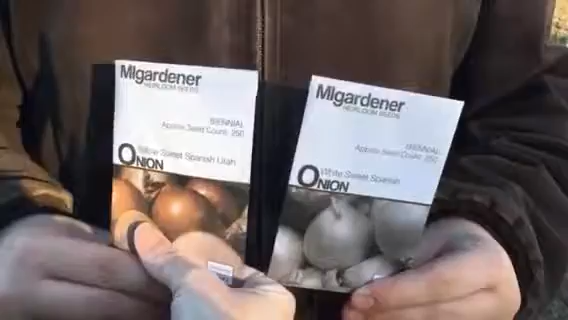 MIgardener
HEIRLOOM SEEDS
BIENNIAL
Approx Seed Count: 250
Yellow Sweet Spanish Utah
ONION
MIgardener
HEIRLOOM SEEDS
BIENNIAL
Approx Seed Count: 250
White Sweet Spanish
ONION